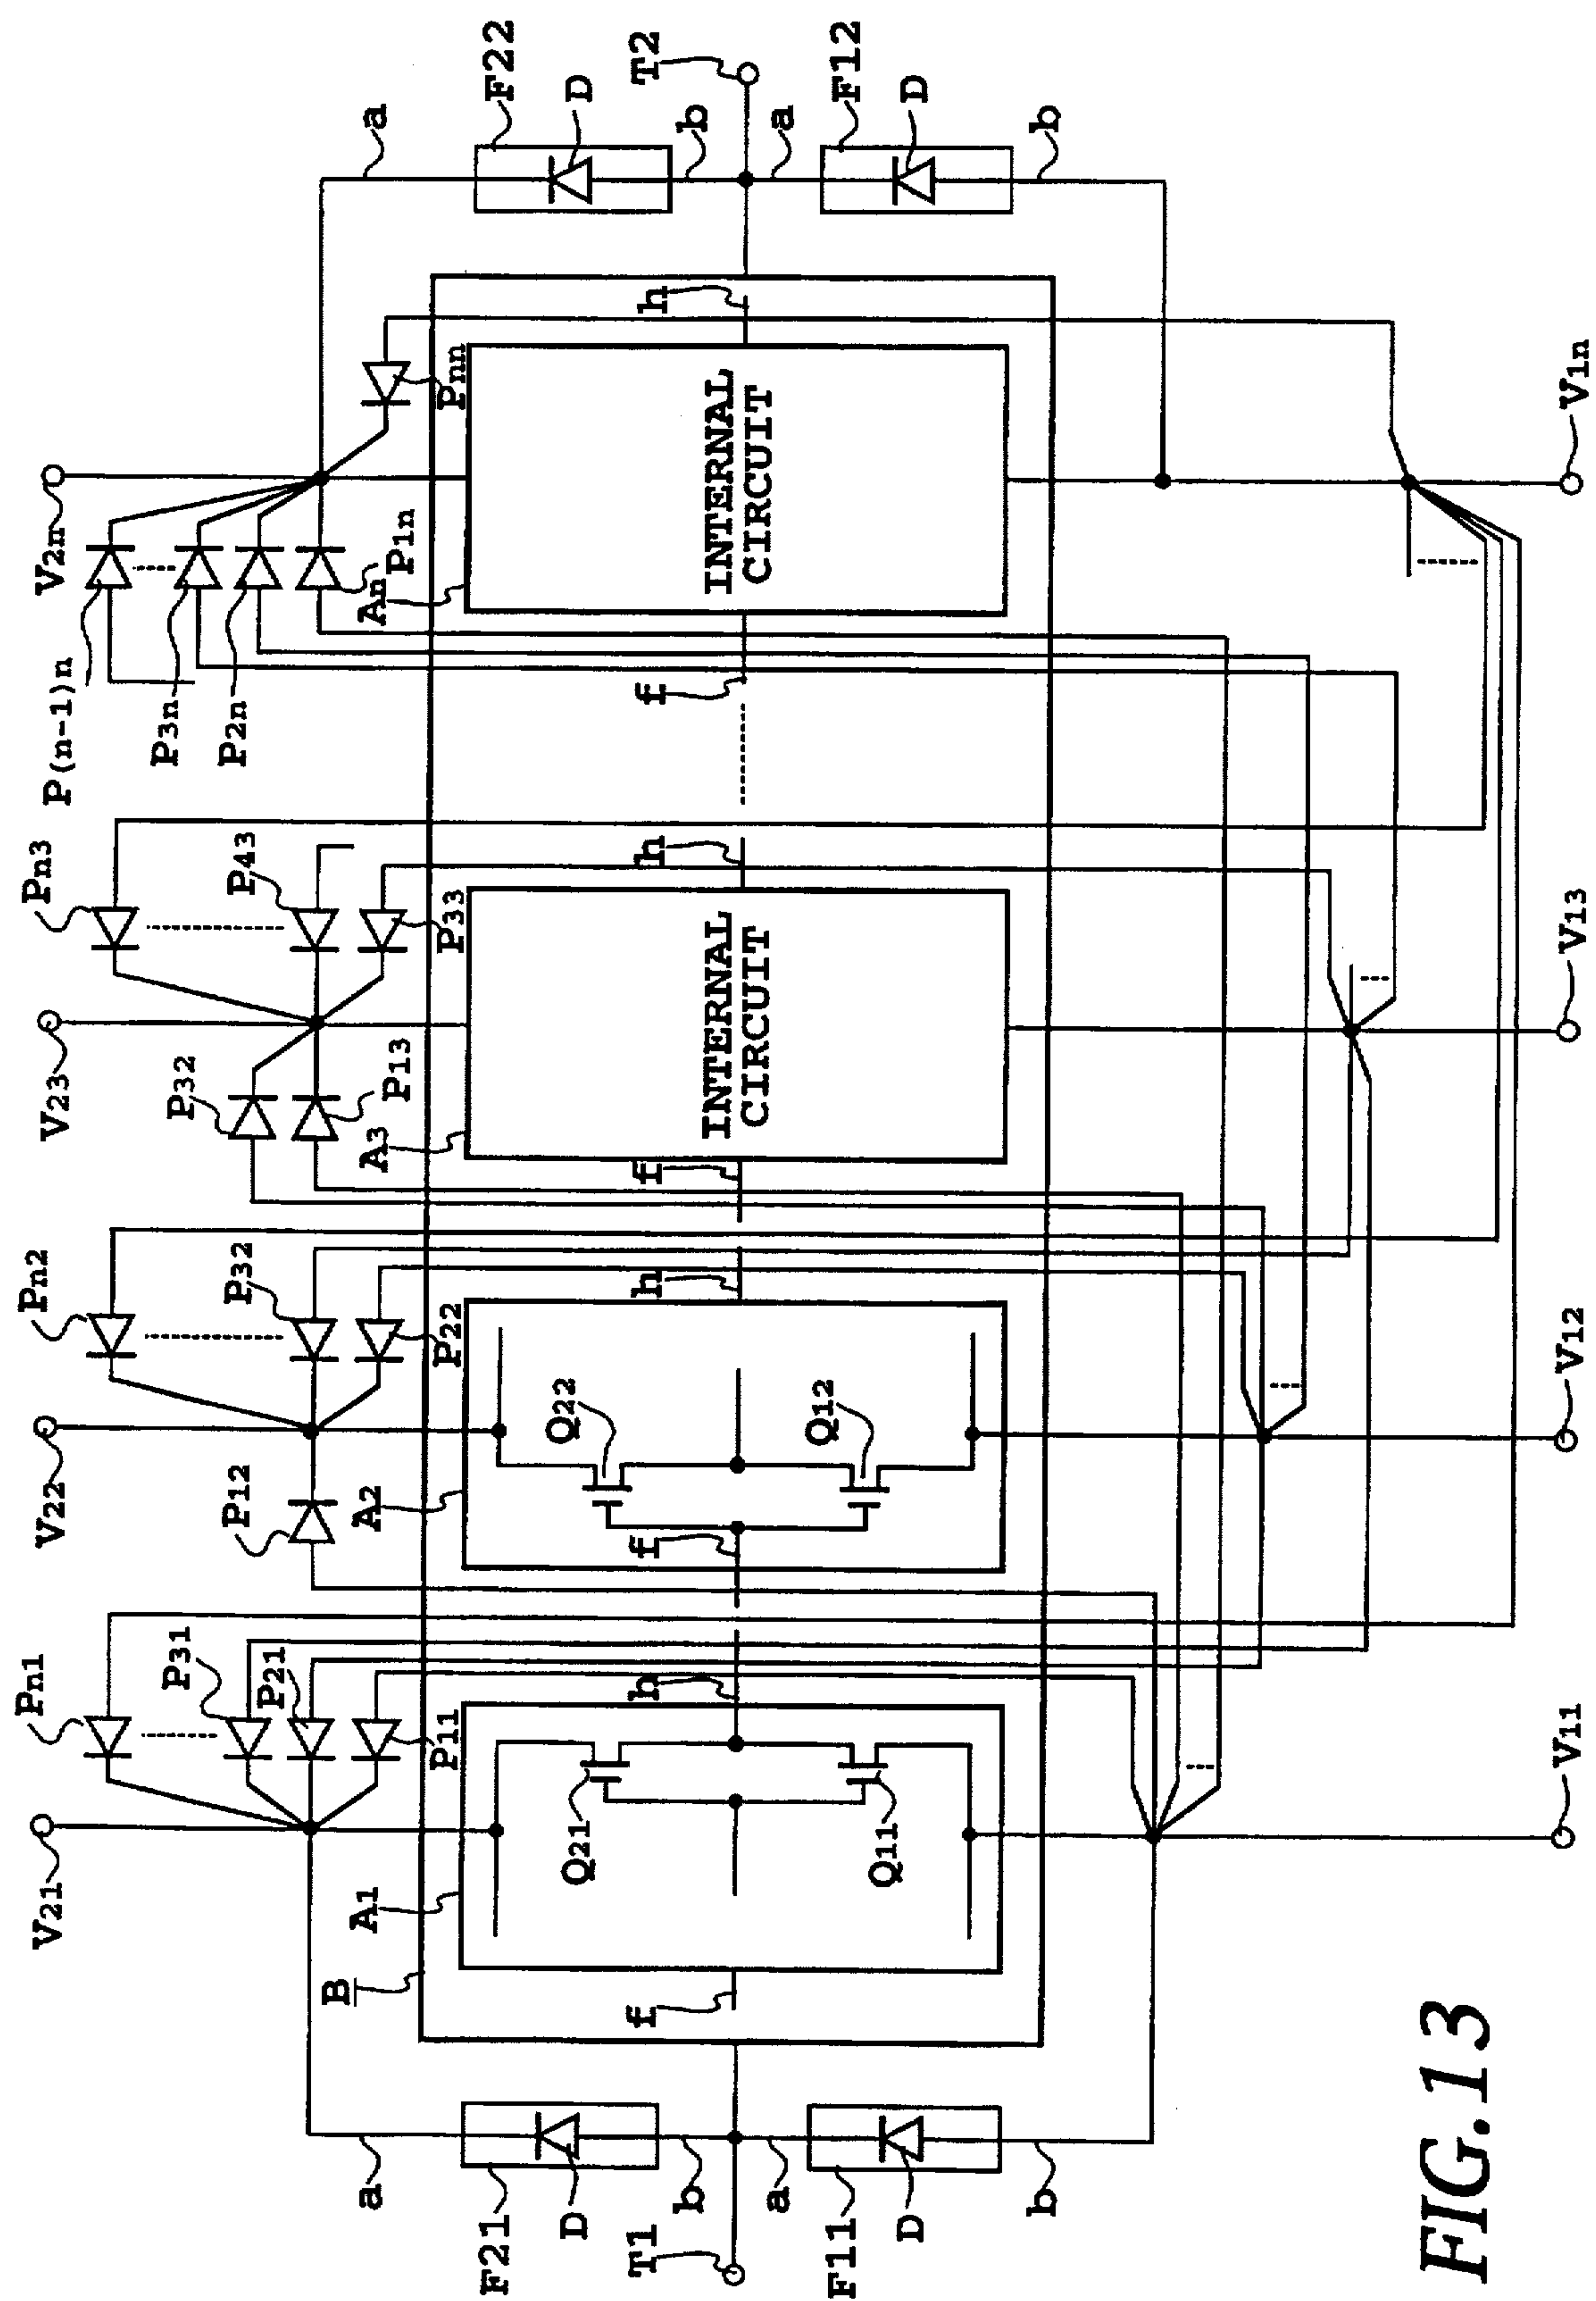 V21
V22
V23
V2n
Pn1
P31
P21
P11
P12
Pn2
P32
P22
P32
P13
Pn3
P43
P33
P(n-1)n
P3n
P2n
P1n
Pnn
a
a
B
A1
A2
A3
An
F21
D
b
F22
D
b
Q21
Q22
T1
f
h
f
h
f
h
f
h
T2
INTERNAL
CIRCUIT
INTERNAL
CIRCUIT
a
a
F11
D
b
F12
D
b
Q11
Q12
V11
V12
V13
V1n
FIG.13